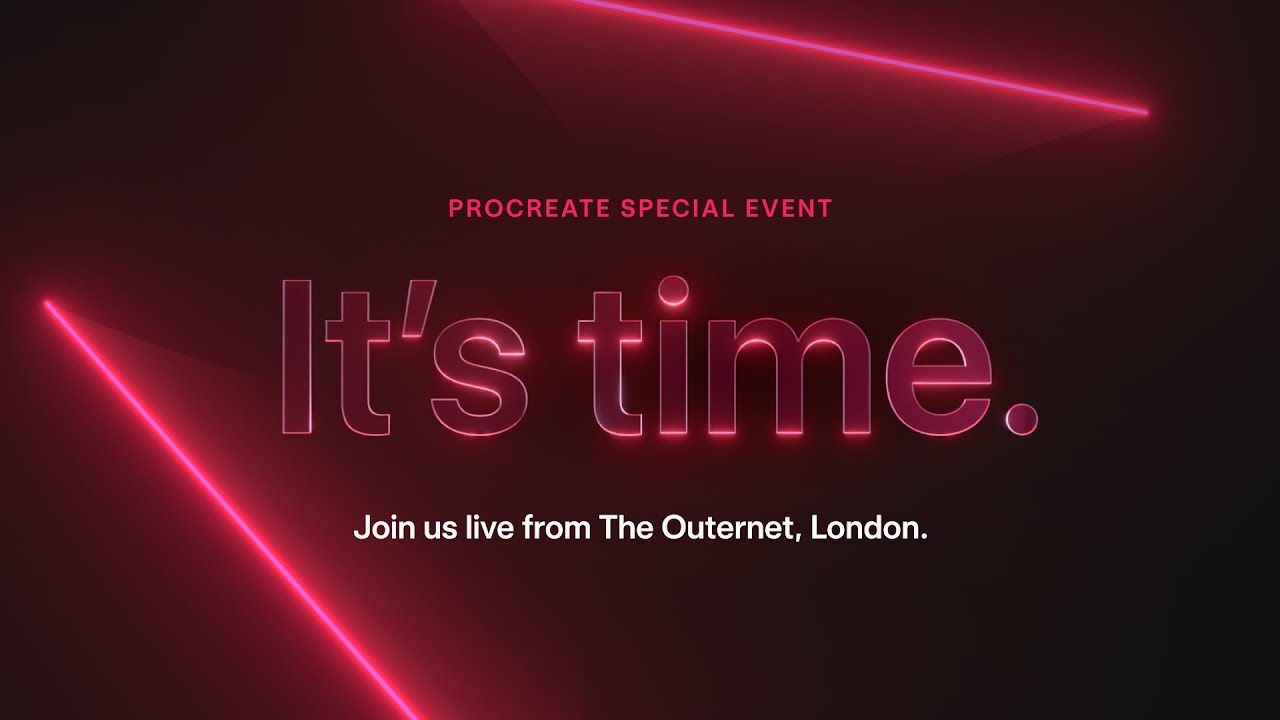 PROCREATE SPECIAL EVENT
It’s time.
Join us live from The Outernet, London.